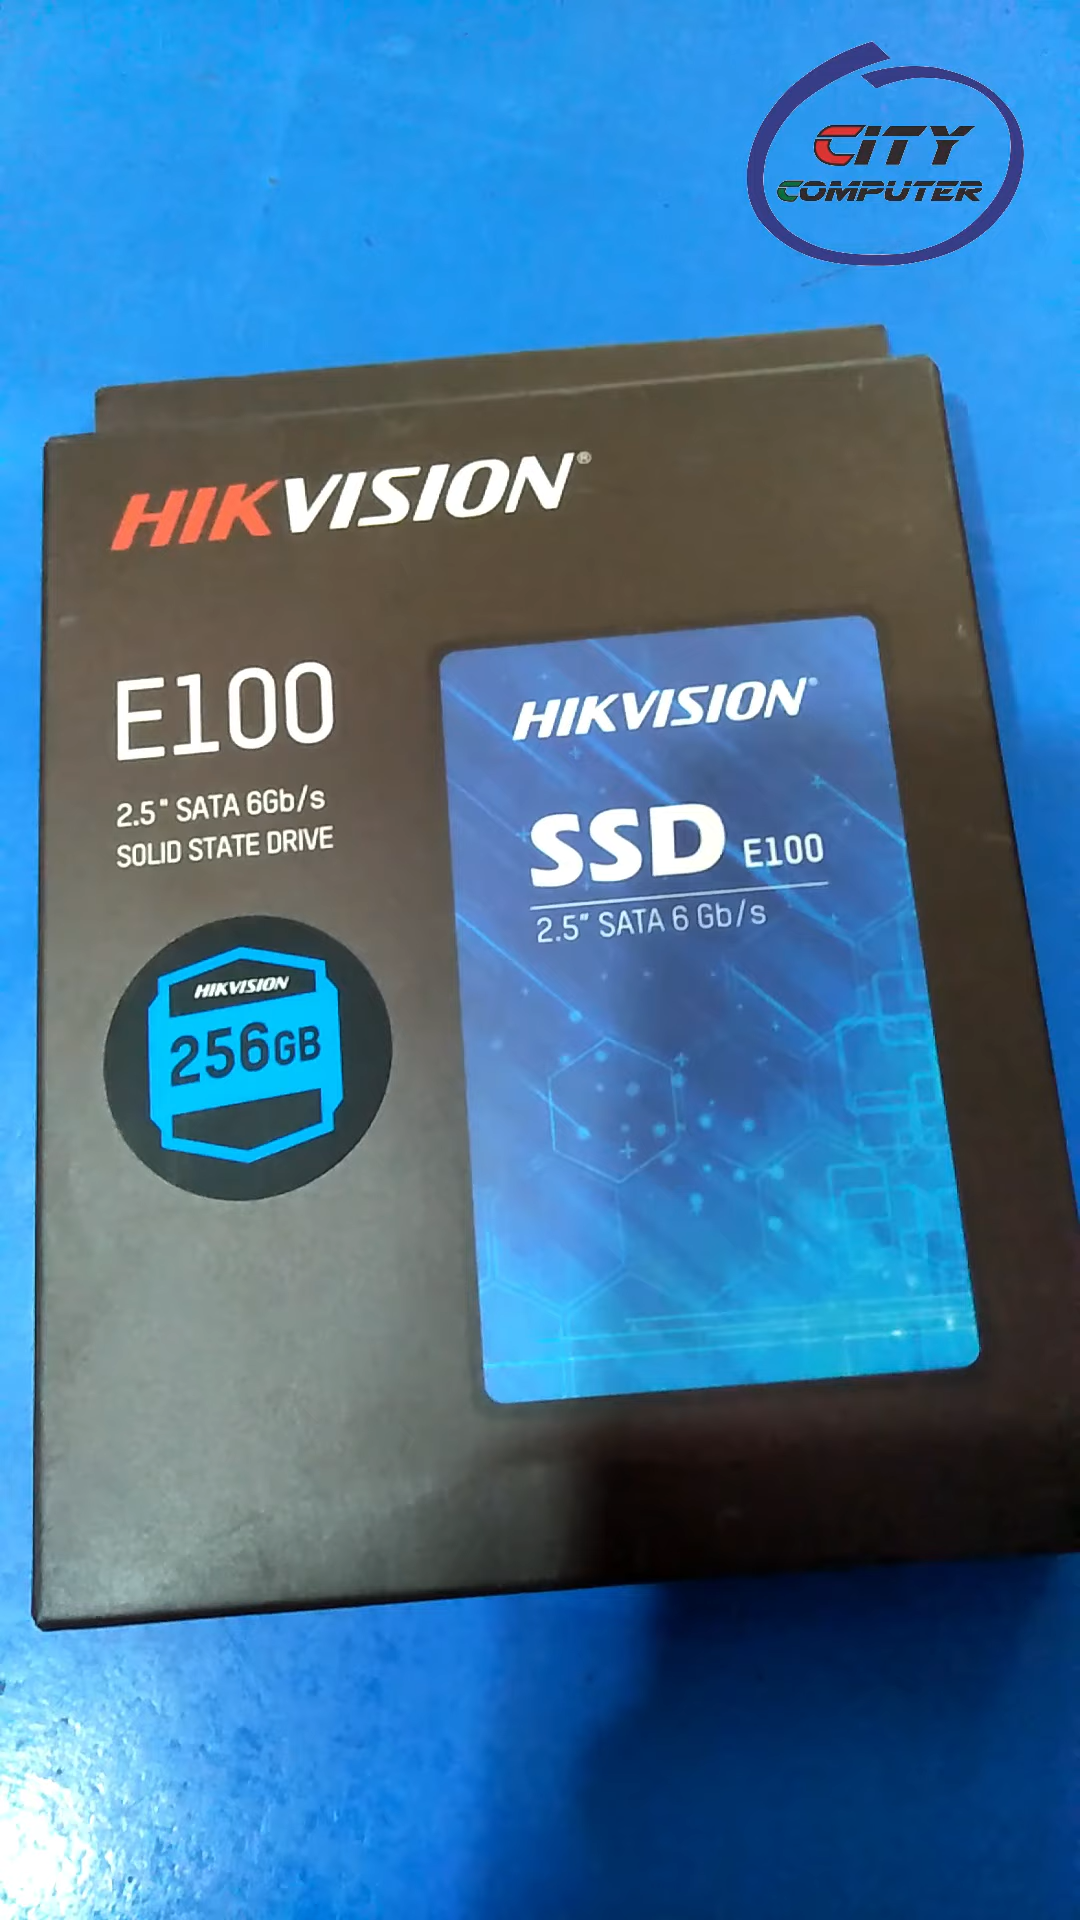 CITY
COMPUTER
HIKVISION®
E100
2.5" SATA 6Gb/s
SOLID STATE DRIVE
HIKVISION
256GB
HIKVISION®
SSD E100
2.5" SATA 6 Gb/s